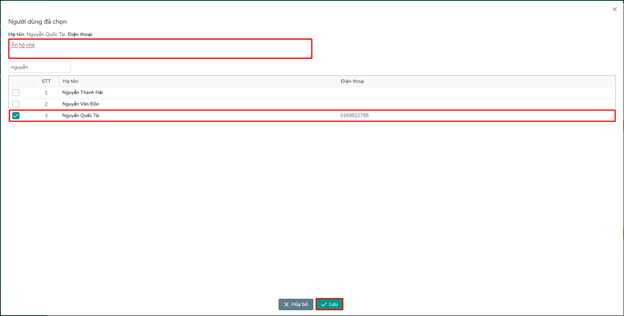 Người dùng đã chọn
Họ tên: Nguyễn Quốc Tài Điện thoại:
Ăn hộ nhé
nguyễn
STT Họ tên Điện thoại
1 Nguyễn Thanh Hải
2 Nguyễn Văn Đôn
3 Nguyễn Quốc Tài 0169922788
Hủy bỏ Lưu